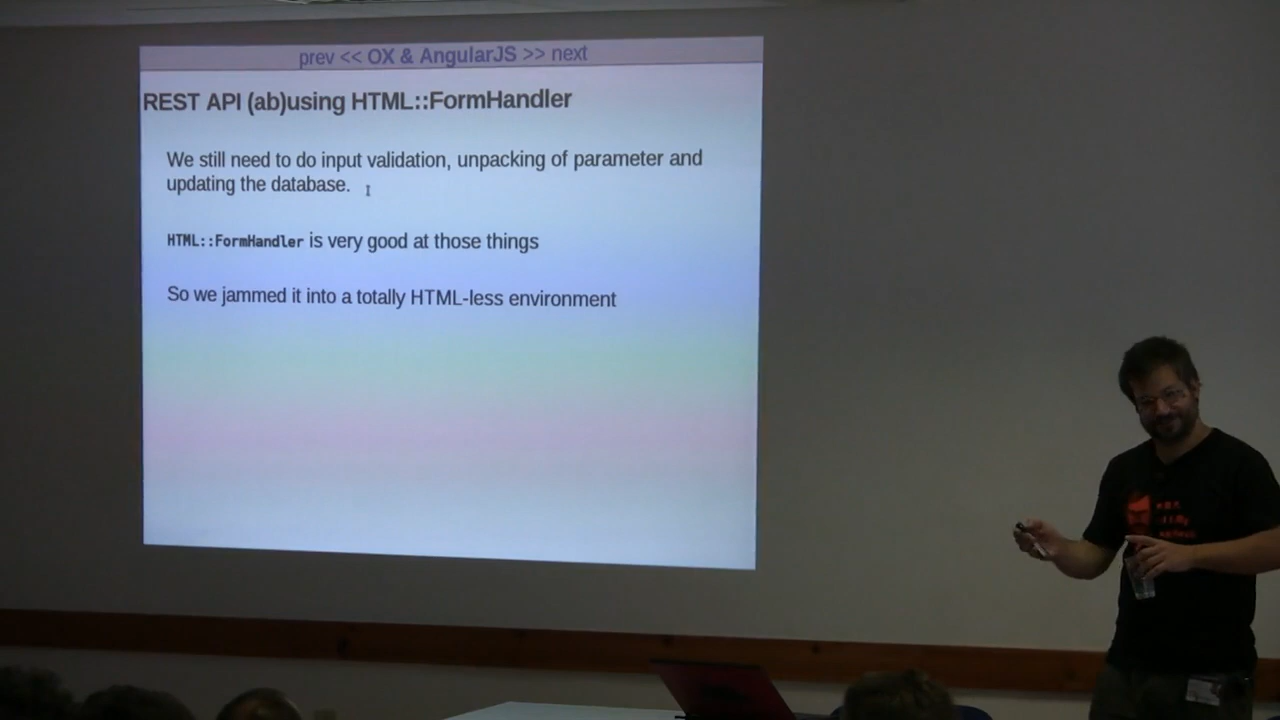 prev << OX & AngularJS >> next
REST API (ab)using HTML::FormHandler
We still need to do input validation, unpacking of parameter and
updating the database.
HTML::FormHandler is very good at those things
So we jammed it into a totally HTML-less environment